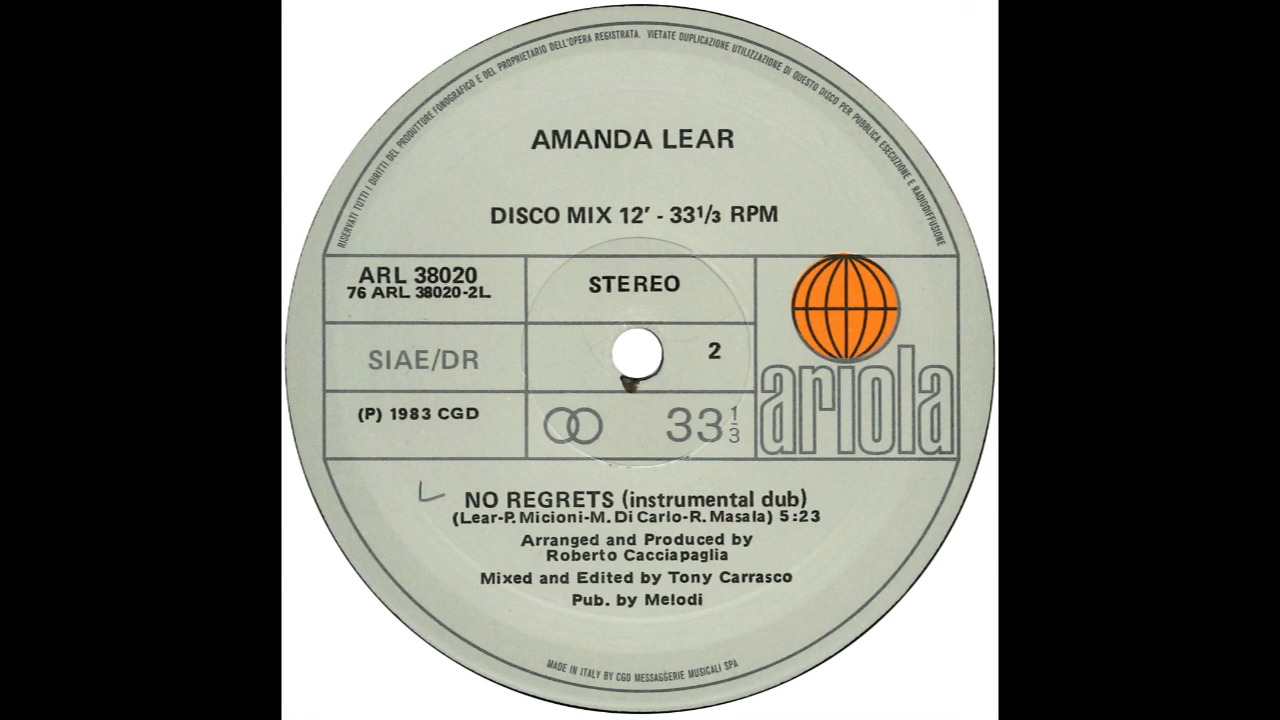 RISERVATI TUTTI I DIRITTI DEL PRODUTTORE FONOGRAFICO E DEL PROPRIETARIO DELL'OPERA REGISTRATA. VIETATE DUPLICAZIONE UTILIZZAZIONE DI QUESTO DISCO PER PUBBLICA ESECUZIONE E RADIODIFFUSIONE
AMANDA LEAR
DISCO MIX 12' - 33 1/3 RPM
ARL 38020
76 ARL 38020-2L
STEREO
SIAE/DR
2
(P) 1983 CGD
33 1/3
ariola
NO REGRETS (instrumental dub)
(Lear-P. Micioni-M. Di Carlo-R. Masala) 5:23
Arranged and Produced by
Roberto Cacciapaglia
Mixed and Edited by Tony Carrasco
Pub. by Melodi
MADE IN ITALY BY CGD MESSAGGERIE MUSICALI SPA